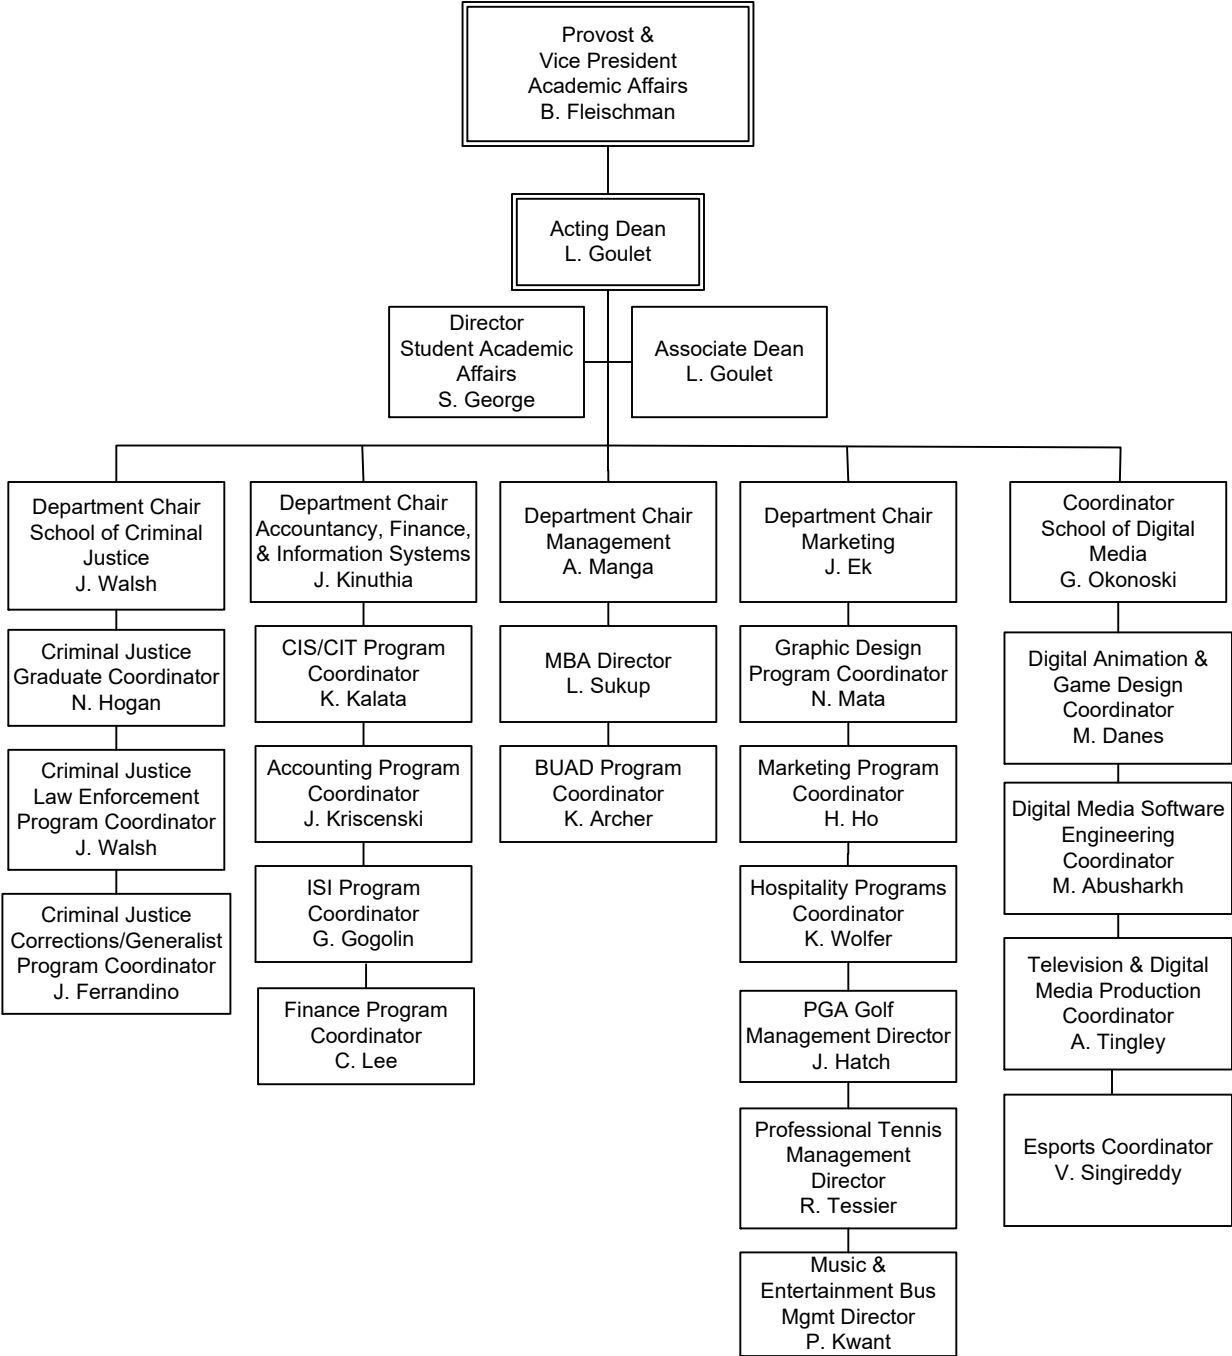 Provost &
Vice President
Academic Affairs
B. Fleischman
Acting Dean
L. Goulet
Director
Student Academic
Affairs
S. George
Associate Dean
L. Goulet
Department Chair
School of Criminal
Justice
J. Walsh
Criminal Justice
Graduate Coordinator
N. Hogan
Criminal Justice
Law Enforcement
Program Coordinator
J. Walsh
Criminal Justice
Corrections/Generalist
Program Coordinator
J. Ferrandino
Department Chair
Accountancy, Finance,
& Information Systems
J. Kinuthia
CIS/CIT Program
Coordinator
K. Kalata
Accounting Program
Coordinator
J. Kriscenski
ISI Program
Coordinator
G. Gogolin
Finance Program
Coordinator
C. Lee
Department Chair
Management
A. Manga
MBA Director
L. Sukup
BUAD Program
Coordinator
K. Archer
Department Chair
Marketing
J. Ek
Graphic Design
Program Coordinator
N. Mata
Marketing Program
Coordinator
H. Ho
Hospitality Programs
Coordinator
K. Wolfer
PGA Golf
Management Director
J. Hatch
Professional Tennis
Management
Director
R. Tessier
Music &
Entertainment Bus
Mgmt Director
P. Kwant
Coordinator
School of Digital
Media
G. Okonoski
Digital Animation &
Game Design
Coordinator
M. Danes
Digital Media Software
Engineering
Coordinator
M. Abusharkh
Television & Digital
Media Production
Coordinator
A. Tingley
Esports Coordinator
V. Singireddy